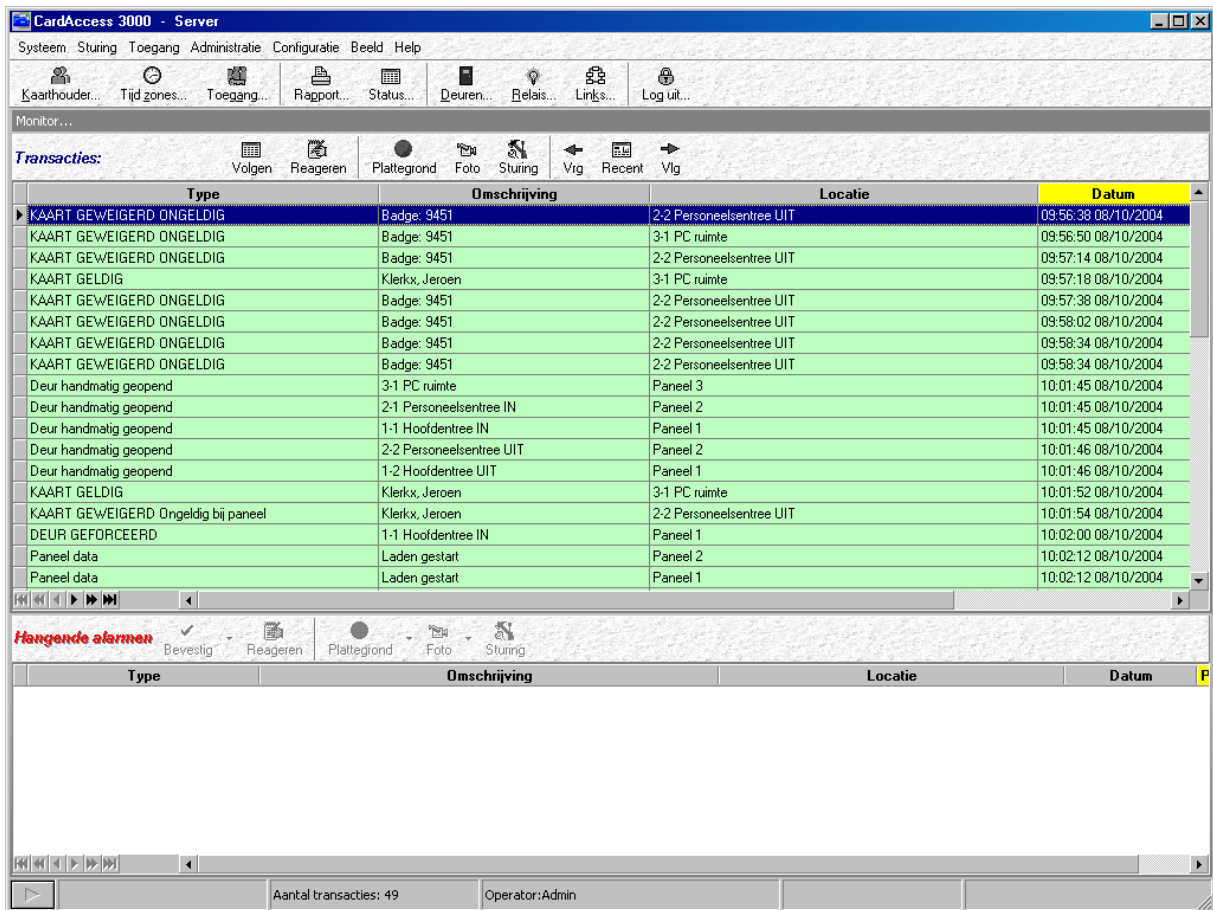 CardAccess 3000 - Server
Systeem Sturing Toegang Administratie Configuratie Beeld Help
Kaarthouder... Tijd zones... Toegang... Rapport... Status... Deuren... Relais... Links... Log uit...
Monitor...
Transacties: Volgen Reageren Plattegrond Foto Sturing Vrg Recent Vlg
Type Omschrijving Locatie Datum
KAART GEWEIGERD ONGELDIG Badge: 9451 2-2 Personeelsentree UIT 09:56:38 08/10/2004
KAART GEWEIGERD ONGELDIG Badge: 9451 3-1 PC ruimte 09:56:50 08/10/2004
KAART GEWEIGERD ONGELDIG Badge: 9451 2-2 Personeelsentree UIT 09:57:14 08/10/2004
KAART GELDIG Klerkx, Jeroen 3-1 PC ruimte 09:57:18 08/10/2004
KAART GEWEIGERD ONGELDIG Badge: 9451 2-2 Personeelsentree UIT 09:57:38 08/10/2004
KAART GEWEIGERD ONGELDIG Badge: 9451 2-2 Personeelsentree UIT 09:58:02 08/10/2004
KAART GEWEIGERD ONGELDIG Badge: 9451 2-2 Personeelsentree UIT 09:58:34 08/10/2004
KAART GEWEIGERD ONGELDIG Badge: 9451 2-2 Personeelsentree UIT 09:58:34 08/10/2004
Deur handmatig geopend 3-1 PC ruimte Paneel 3 10:01:45 08/10/2004
Deur handmatig geopend 2-1 Personeelsentree IN Paneel 2 10:01:45 08/10/2004
Deur handmatig geopend 1-1 Hoofdentree IN Paneel 1 10:01:45 08/10/2004
Deur handmatig geopend 2-2 Personeelsentree UIT Paneel 2 10:01:46 08/10/2004
Deur handmatig geopend 1-2 Hoofdentree UIT Paneel 1 10:01:46 08/10/2004
KAART GELDIG Klerkx, Jeroen 3-1 PC ruimte 10:01:52 08/10/2004
KAART GEWEIGERD Ongeldig bij paneel Klerkx, Jeroen 2-2 Personeelsentree UIT 10:01:54 08/10/2004
DEUR GEFORCEERD 1-1 Hoofdentree IN Paneel 1 10:02:00 08/10/2004
Paneel data Laden gestart Paneel 2 10:02:12 08/10/2004
Paneel data Laden gestart Paneel 1 10:02:12 08/10/2004
Hangende alarmen Bevestig Reageren Plattegrond Foto Sturing
Type Omschrijving Locatie Datum P
Aantal transacties: 49 Operator:Admin